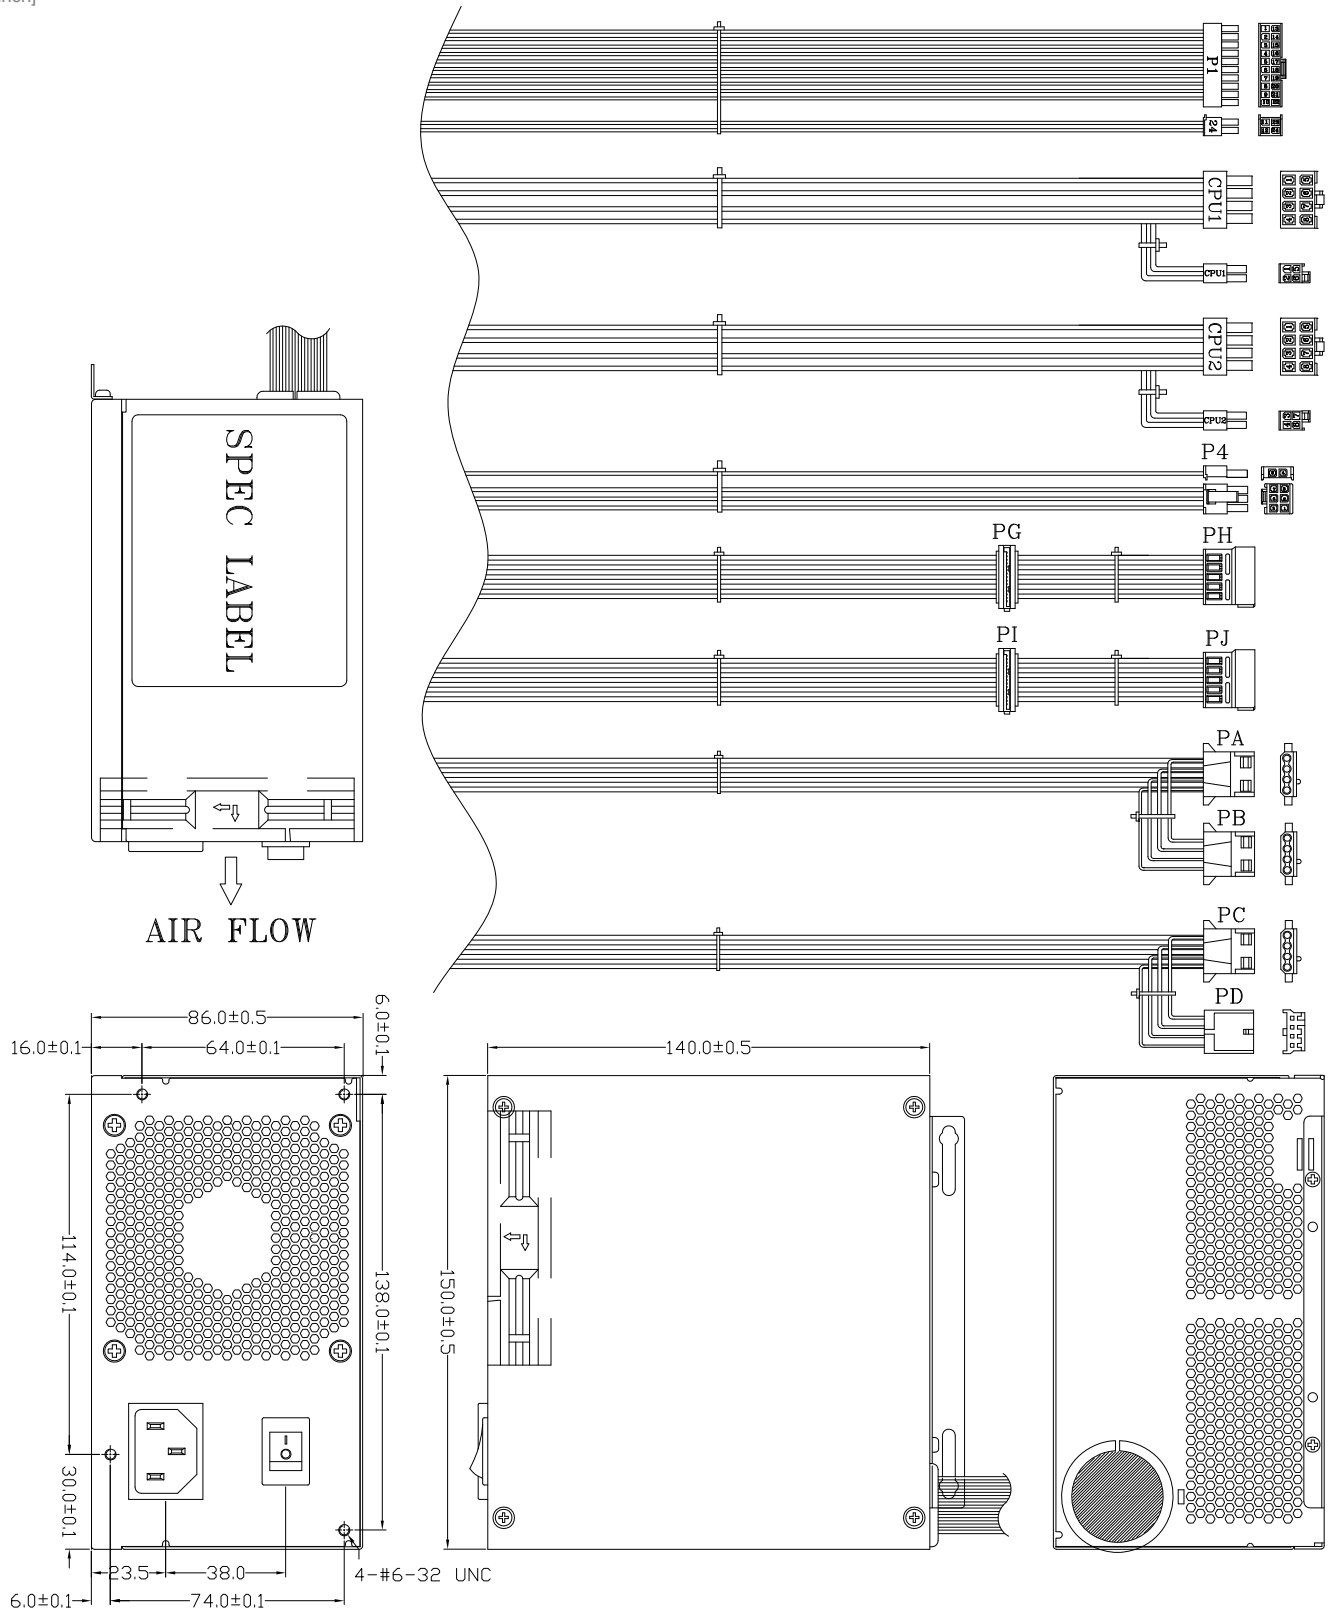 P1
24
CPU1
CPU1
CPU2
CPU2
P4
PG
PH
PI
PJ
PA
PB
PC
PD
SPEC LABEL
AIR FLOW
86.0±0.5
6.0±0.1
16.0±0.1
64.0±0.1
140.0±0.5
114.0±0.1
138.0±0.1
150.0±0.5
30.0±0.1
23.5
38.0
4-#6-32 UNC
6.0±0.1
74.0±0.1